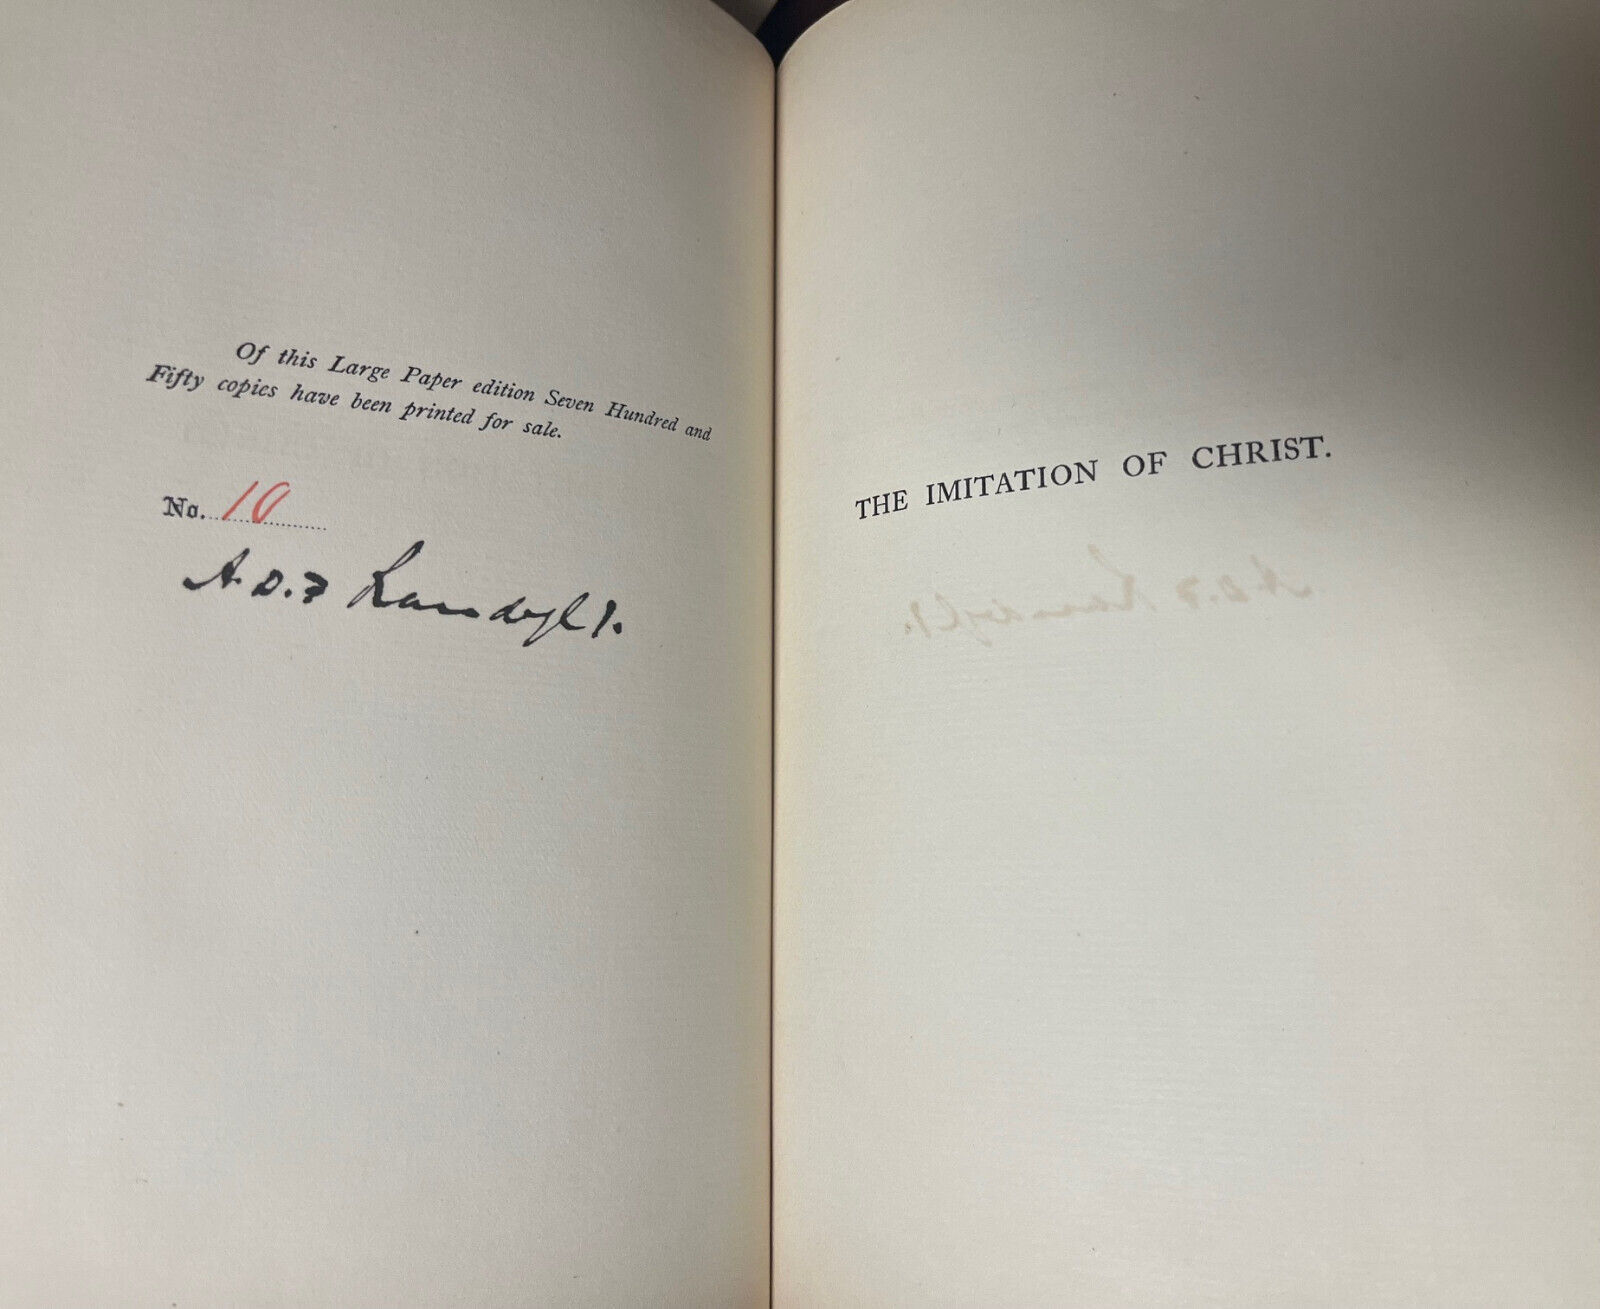 Of this Large Paper edition Seven Hundred and
Fifty copies have been printed for sale.
No. 10
A. D. F. Randolph.
THE IMITATION OF CHRIST.